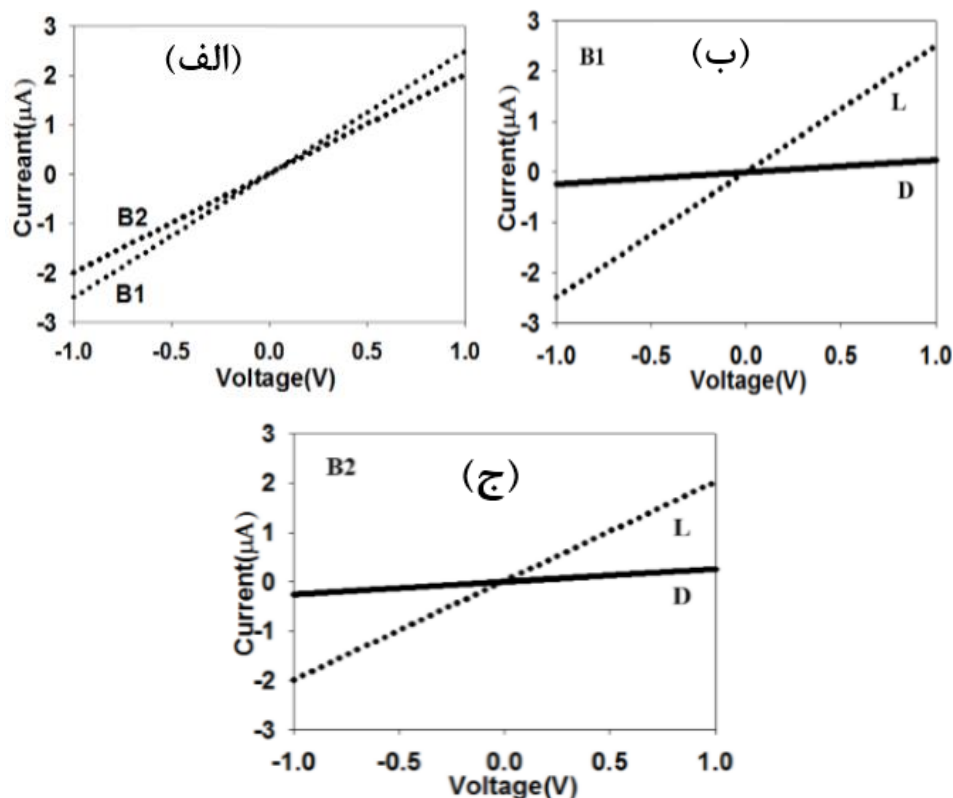 3
2
1
0
-1
-2
-3
Curreant(μA)
(الف)
B2
B1
-1.0 -0.5 0.0 0.5 1.0
Voltage(V)
3
2
1
0
-1
-2
-3
Current(μA)
B1
(ب)
L
D
-1.0 -0.5 0.0 0.5 1.0
Voltage(V)
3
2
1
0
-1
-2
-3
Current(μA)
B2
(ج)
L
D
-1.0 -0.5 0.0 0.5 1.0
Voltage(V)